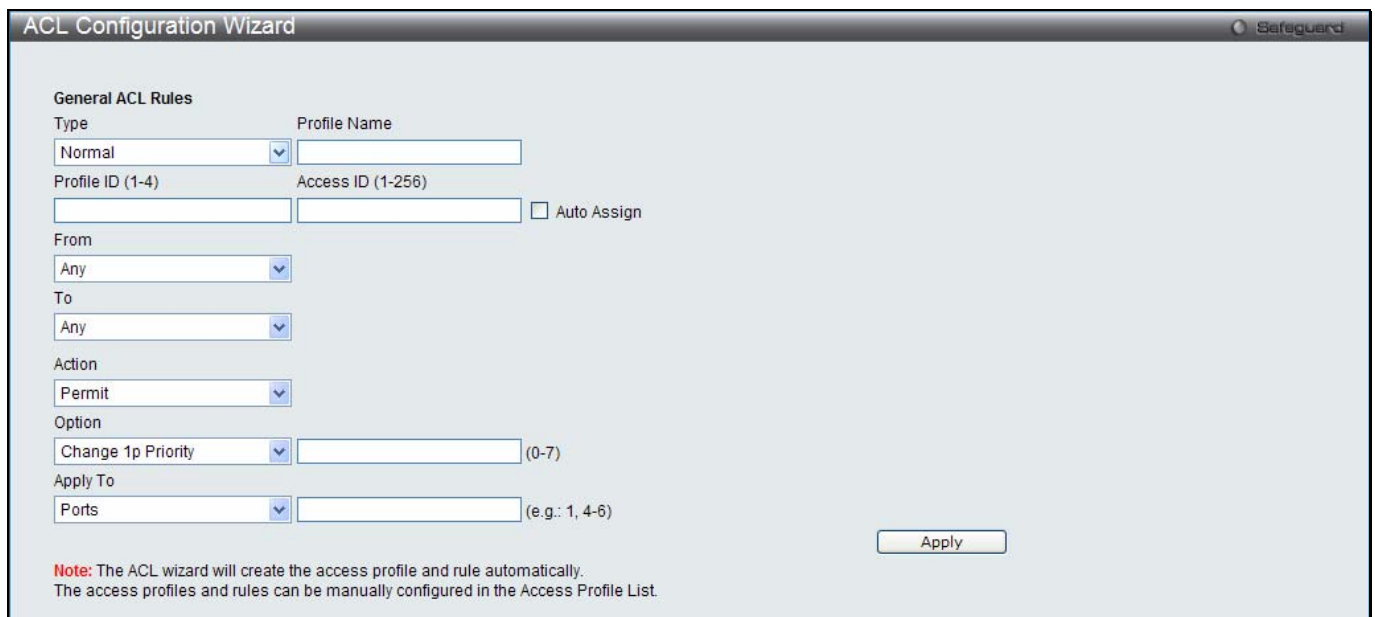 ACL Configuration Wizard
Safeguard
General ACL Rules
Type Profile Name
Normal
Profile ID (1-4) Access ID (1-256)
Auto Assign
From
Any
To
Any
Action
Permit
Option
Change 1p Priority (0-7)
Apply To
Ports (e.g.: 1, 4-6)
Apply
Note: The ACL wizard will create the access profile and rule automatically.
The access profiles and rules can be manually configured in the Access Profile List.